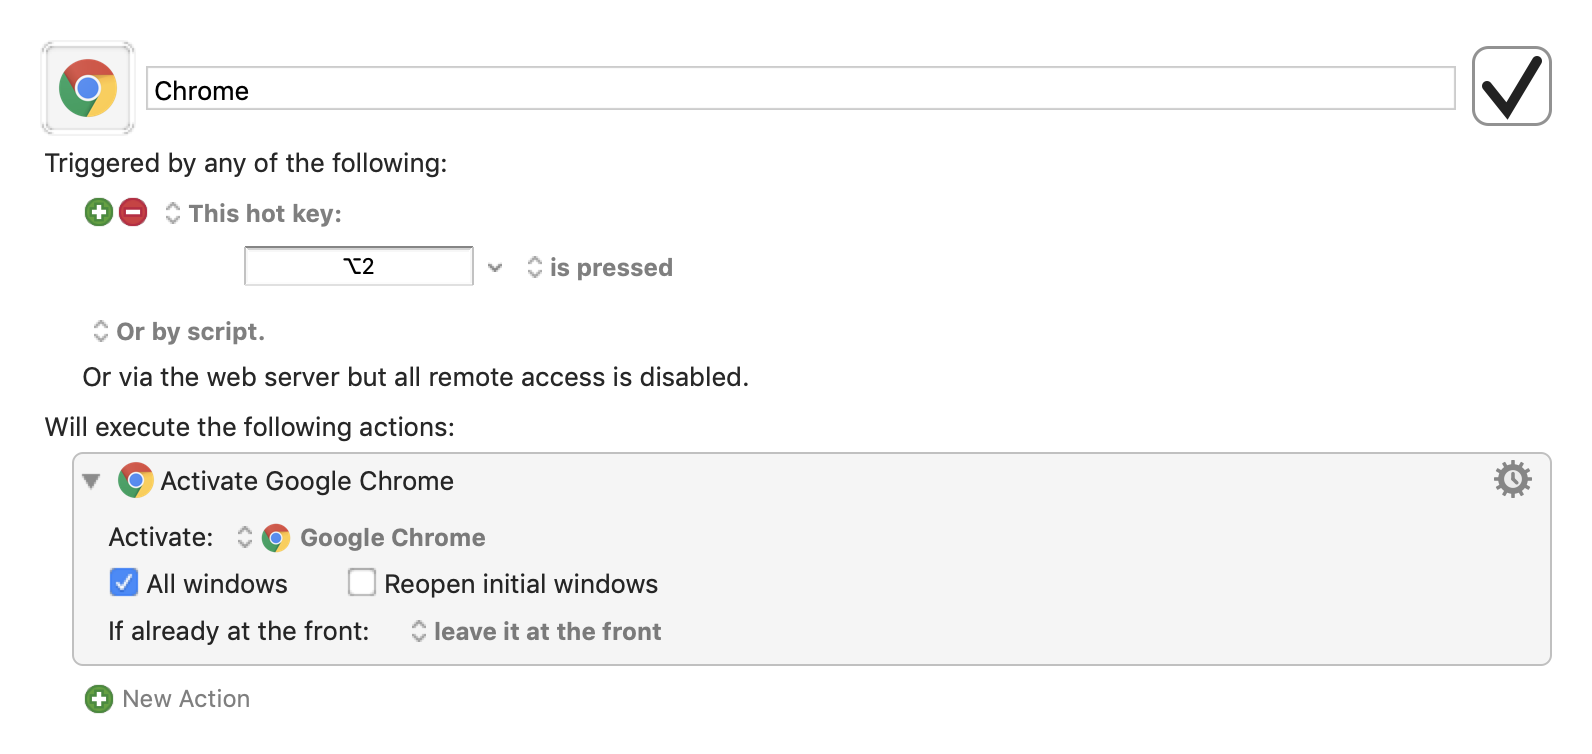 Chrome
Triggered by any of the following:
This hot key:
⌥2 is pressed
Or by script.
Or via the web server but all remote access is disabled.
Will execute the following actions:
Activate Google Chrome
Activate: Google Chrome
All windows Reopen initial windows
If already at the front: leave it at the front
New Action